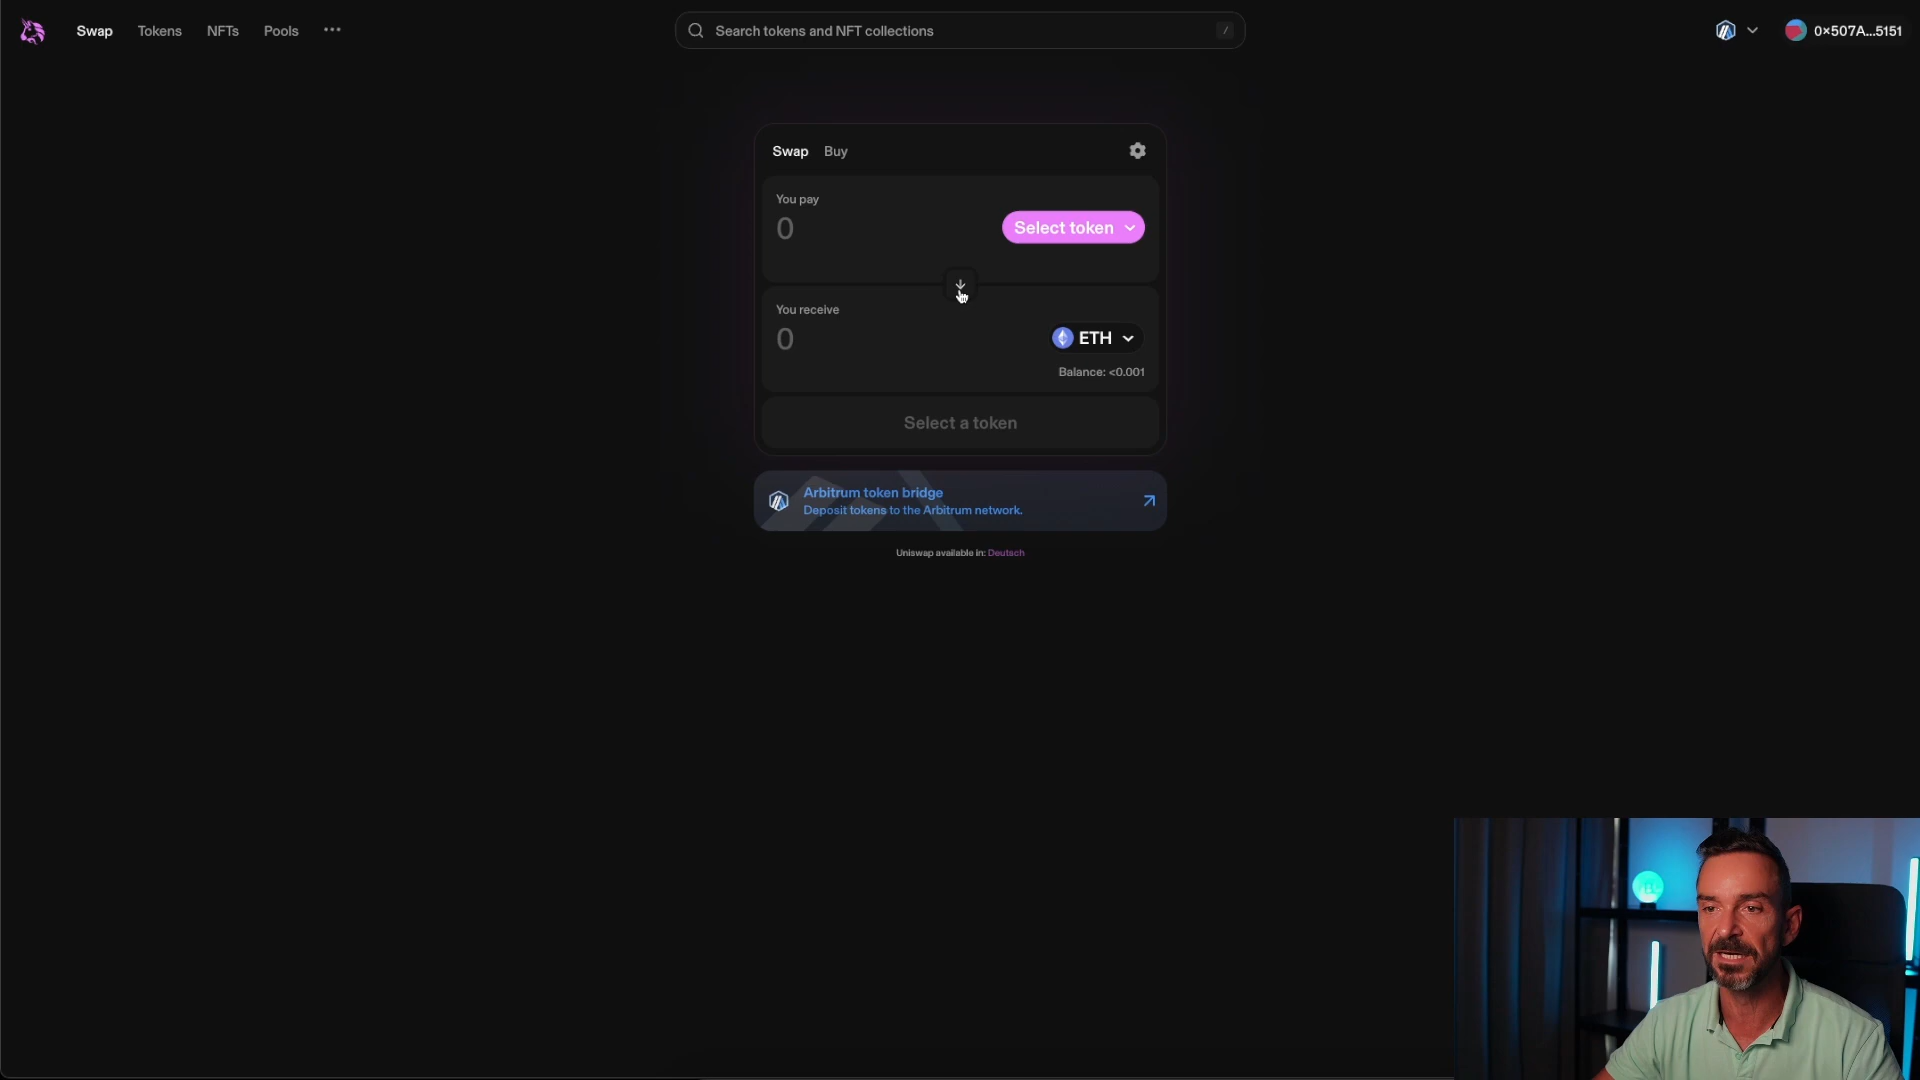 Swap
Tokens
NFTs
Pools
Search tokens and NFT collections
/
0×507A...5151
Swap
Buy
You pay
0
Select token
You receive
0
ETH
Balance: <0.001
Select a token
Arbitrum token bridge
Deposit tokens to the Arbitrum network.
Uniswap available in: Deutsch